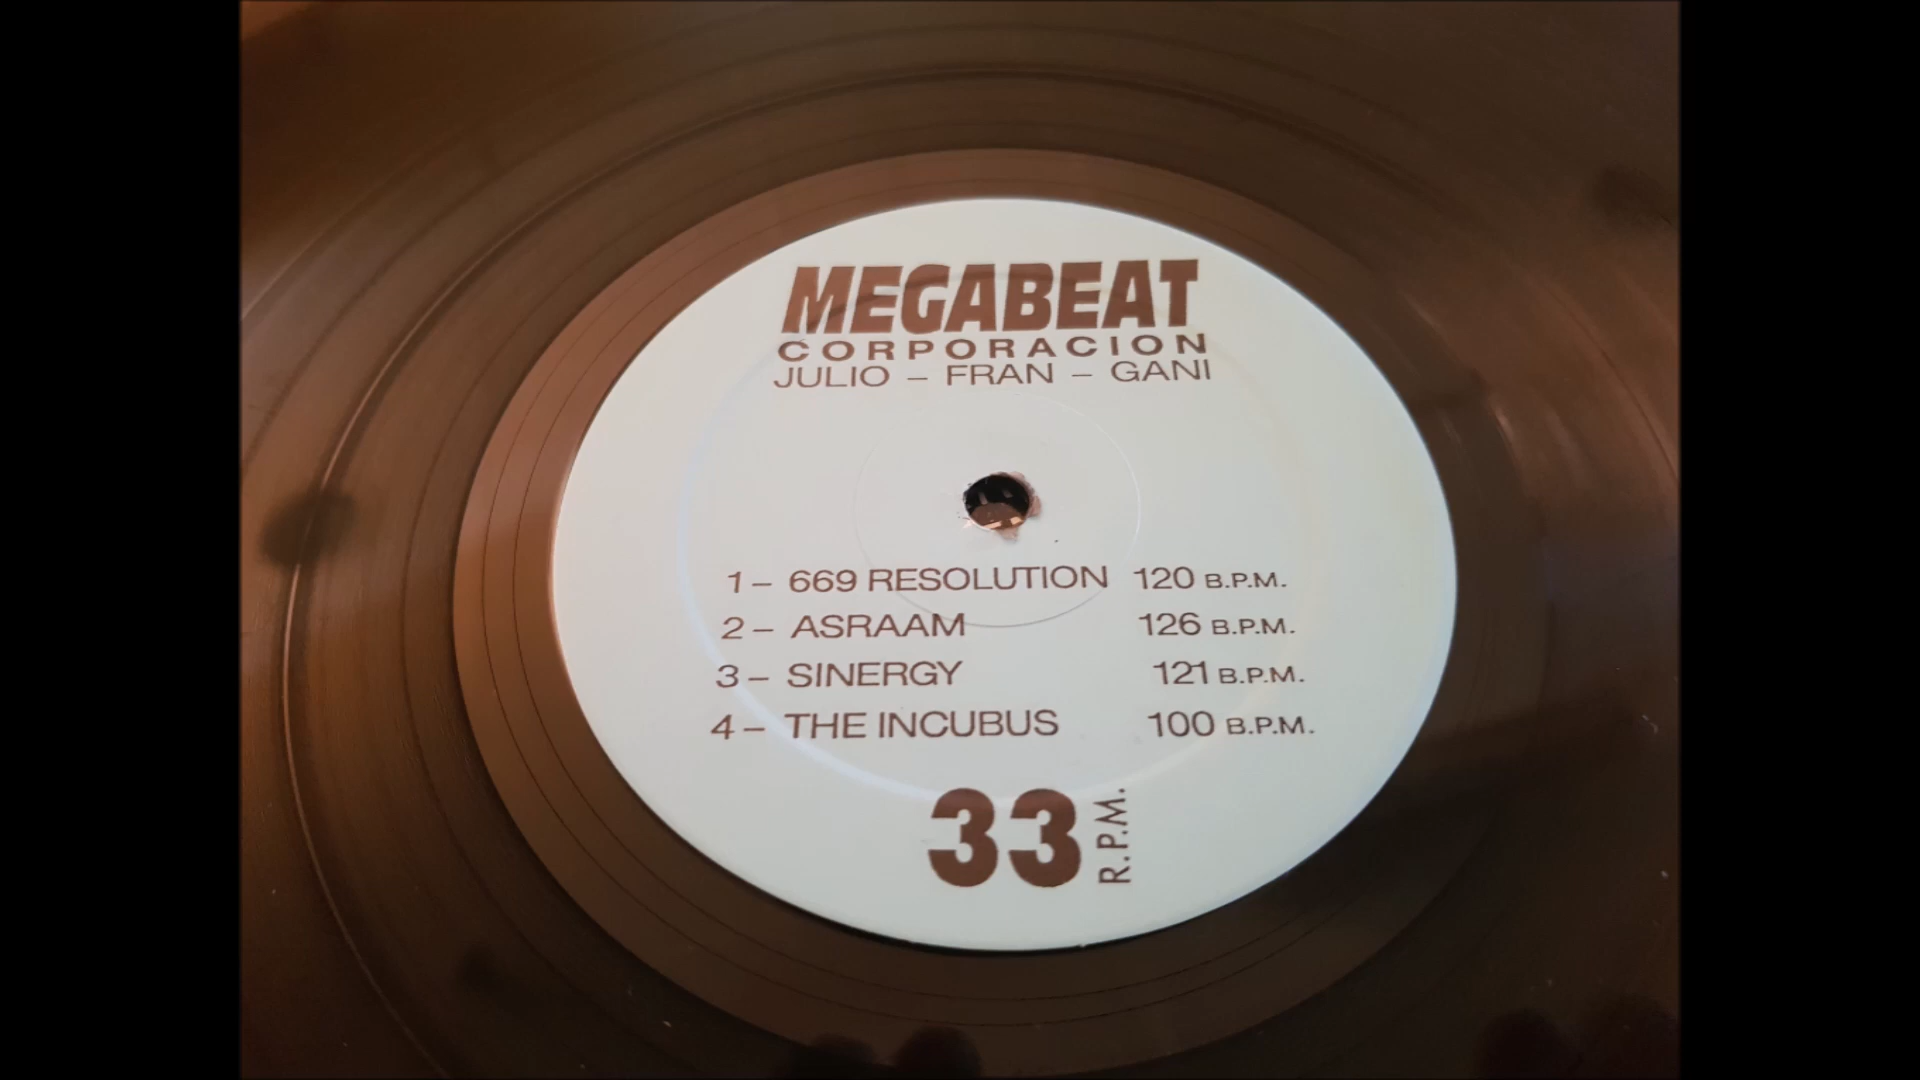 MEGABEAT
CORPORACION
JULIO – FRAN – GANI
1 – 669 RESOLUTION 120 B.P.M.
2 – ASRAAM 126 B.P.M.
3 – SINERGY 121 B.P.M.
4 – THE INCUBUS 100 B.P.M.
33 R.P.M.